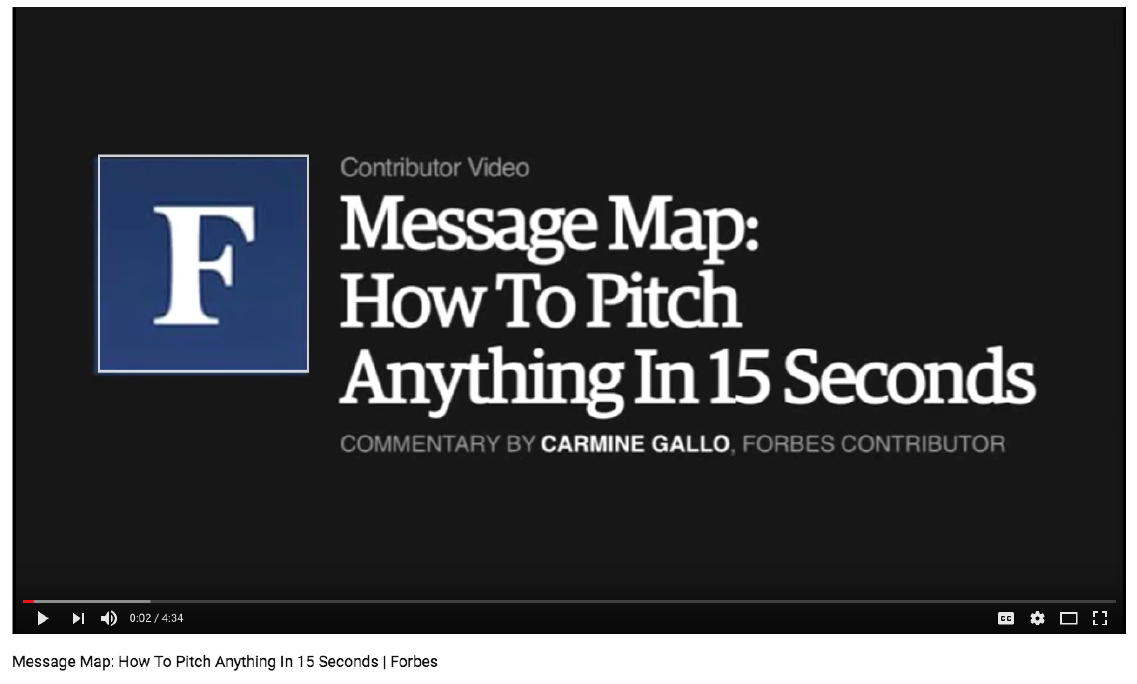 F
Contributor Video
Message Map:
How To Pitch
Anything In 15 Seconds
COMMENTARY BY CARMINE GALLO, FORBES CONTRIBUTOR
0:02 / 4:34
CC
Message Map: How To Pitch Anything In 15 Seconds | Forbes